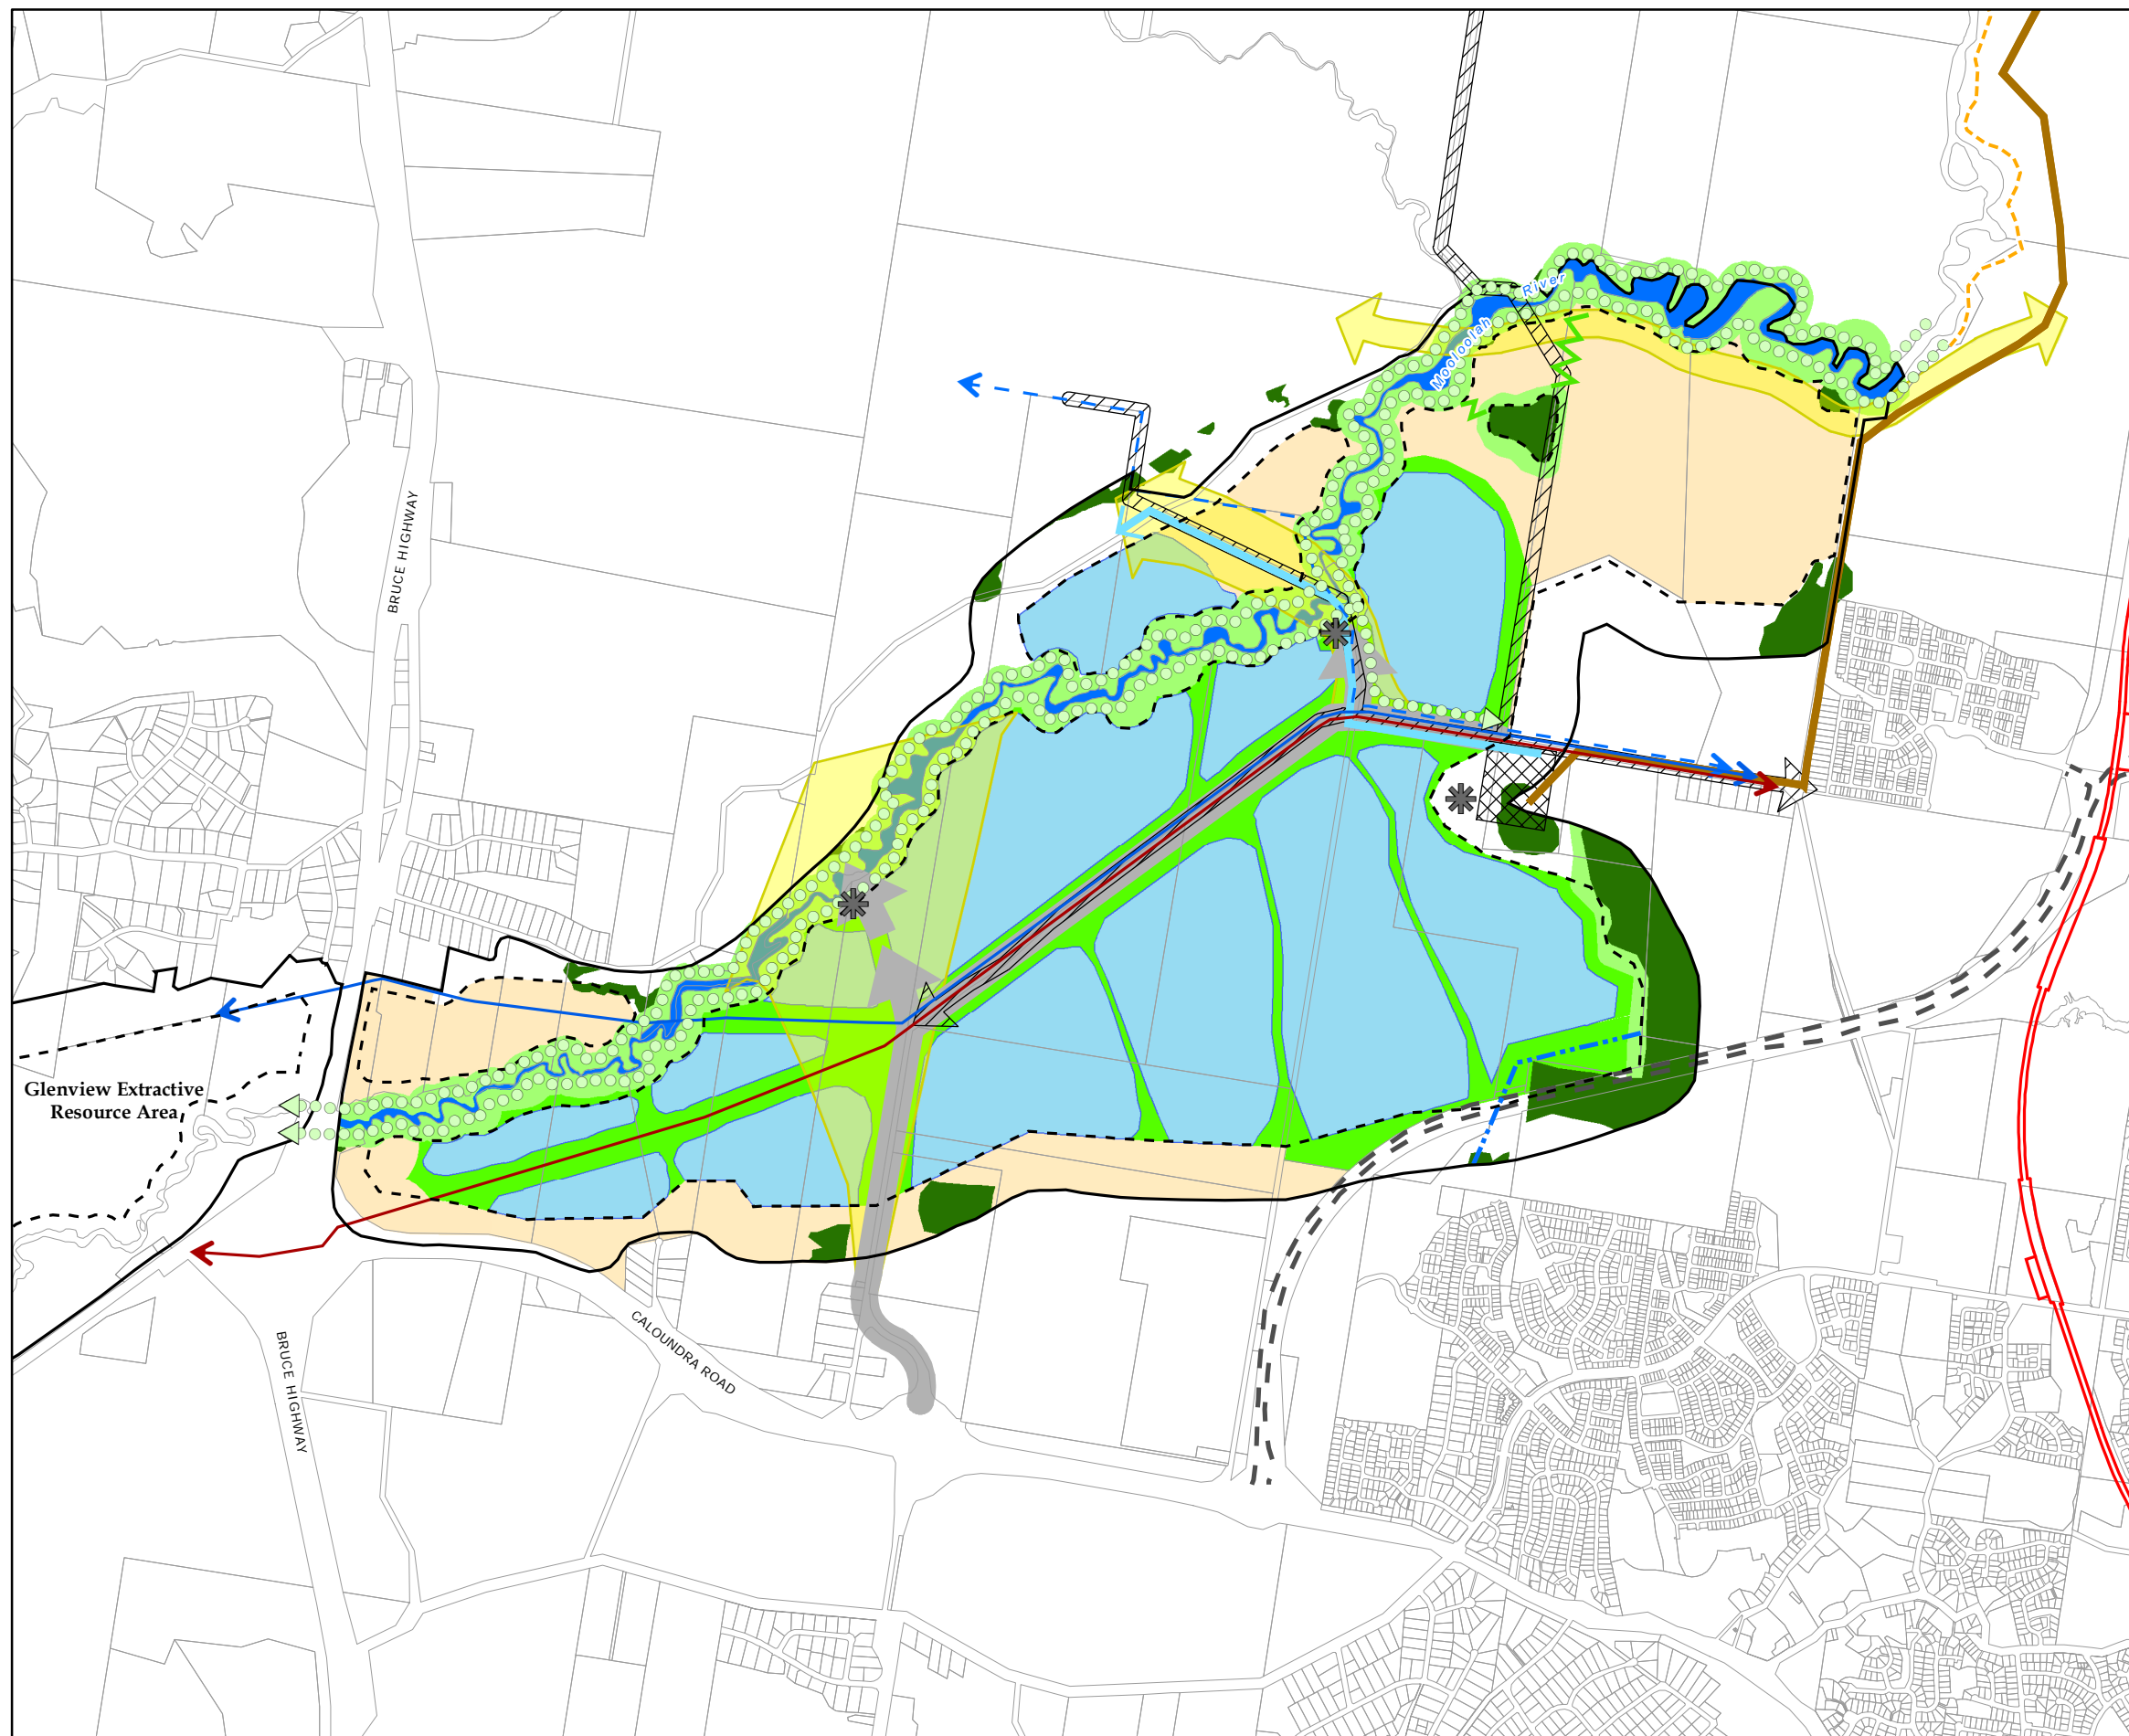 River
Mooloolah
BRUCE HIGHWAY
Glenview Extractive
Resource Area
CALOUNDRA ROAD
BRUCE HIGHWAY